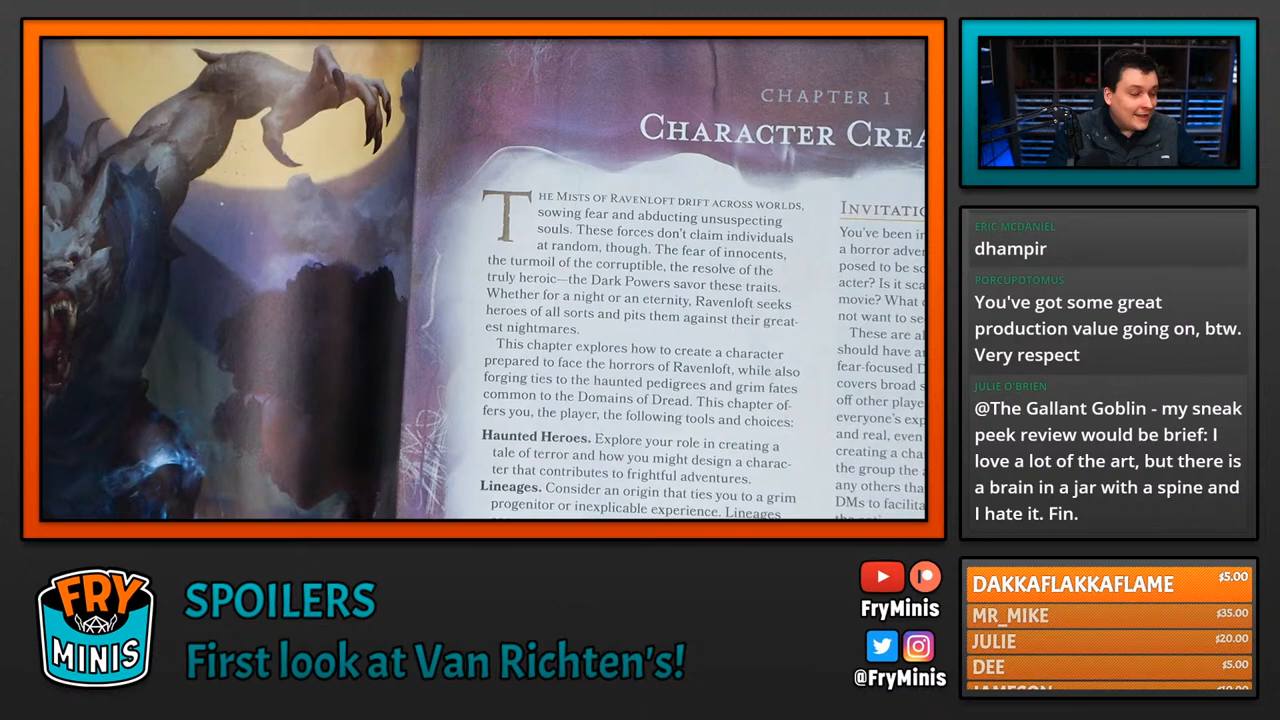 CHAPTER 1
CHARACTER CREA
THE MISTS OF RAVENLOFT DRIFT ACROSS WORLDS,
sowing fear and abducting unsuspecting
souls. These forces don't claim individuals
at random, though. The fear of innocents,
the turmoil of the corruptible, the resolve of the
truly heroic—the Dark Powers savor these traits.
Whether for a night or an eternity, Ravenloft seeks
heroes of all sorts and pits them against their great-
est nightmares.
This chapter explores how to create a character
prepared to face the horrors of Ravenloft, while also
forging ties to the haunted pedigrees and grim fates
common to the Domains of Dread. This chapter of-
fers you, the player, the following tools and choices:
Haunted Heroes. Explore your role in creating a
tale of terror and how you might design a charac-
ter that contributes to frightful adventures.
Lineages. Consider an origin that ties you to a grim
progenitor or inexplicable experience. Lineages
INVITATIO
You've been in
a horror adver
posed to be sc
acter? Is it sca
movie? What c
not want to se
These are al
should have an
fear-focused D
covers broad s
off other playe
everyone's exp
and real, even
creating a cha
the group the
any others tha
DMs to facilita
ERIC MCDANIEL
dhampir
PORCUPOTOMUS
You've got some great
production value going on, btw.
Very respect
JULIE O'BRIEN
@The Gallant Goblin - my sneak
peek review would be brief: I
love a lot of the art, but there is
a brain in a jar with a spine and
I hate it. Fin.
FRY
MINIS
SPOILERS
First look at Van Richten's!
FryMinis
@FryMinis
DAKKAFLAKKAFLAME $5.00
MR_MIKE $35.00
JULIE $20.00
DEE $5.00
JAMESON $10.00